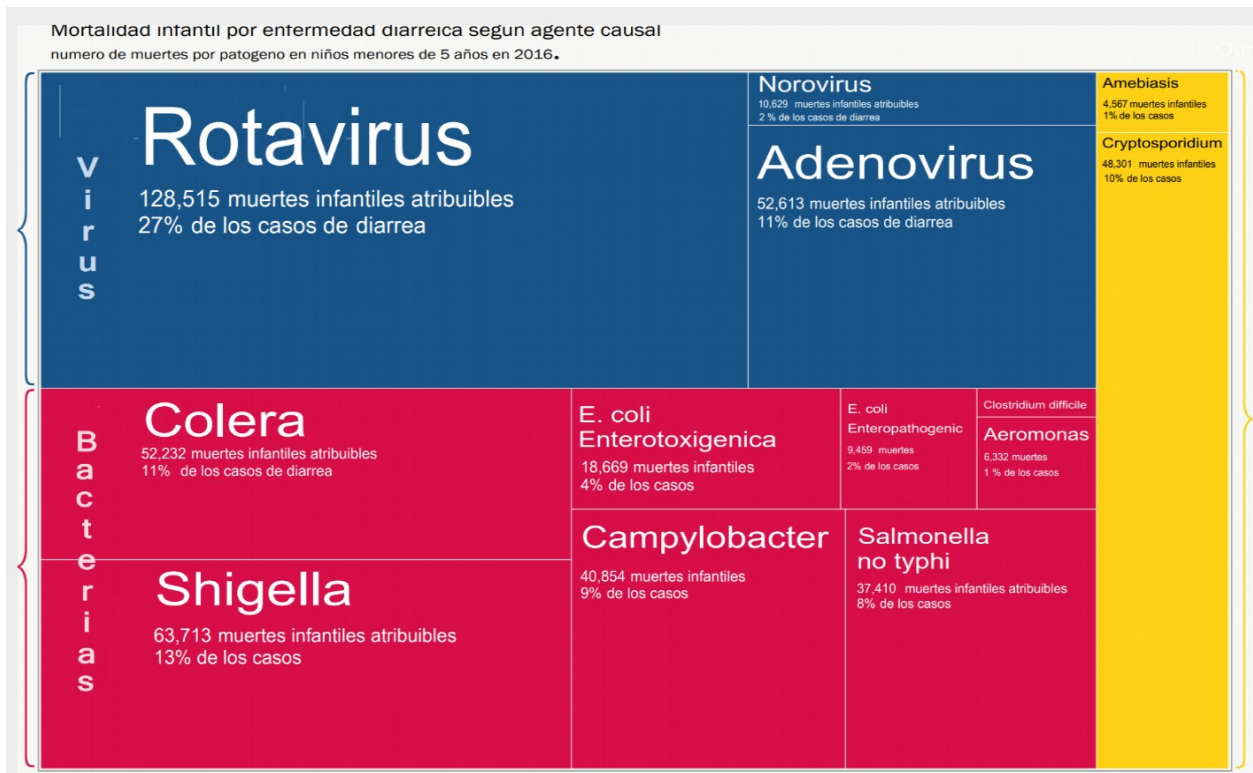 Mortalidad infantil por enfermedad diarreica segun agente causal
numero de muertes por patogeno en niños menores de 5 años en 2016.
Virus
Rotavirus
128,515 muertes infantiles atribuibles
27% de los casos de diarrea
Norovirus
10,629 muertes infantiles atribuibles
2 % de los casos de diarrea
Adenovirus
52,613 muertes infantiles atribuibles
11% de los casos de diarrea
Amebiasis
4,567 muertes infantiles
1% de los casos
Cryptosporidium
48,301 muertes infantiles
10% de los casos
Bacterias
Colera
52,232 muertes infantiles atribuibles
11% de los casos de diarrea
Shigella
63,713 muertes infantiles atribuibles
13% de los casos
E. coli
Enterotoxigenica
18,669 muertes infantiles
4% de los casos
E. coli
Enteropathogenic
9,459 muertes
2% de los casos
Clostridium difficile
Aeromonas
6,332 muertes
1 % de los casos
Campylobacter
40,854 muertes infantiles
9% de los casos
Salmonella
no typhi
37,410 muertes infantiles atribuibles
8% de los casos